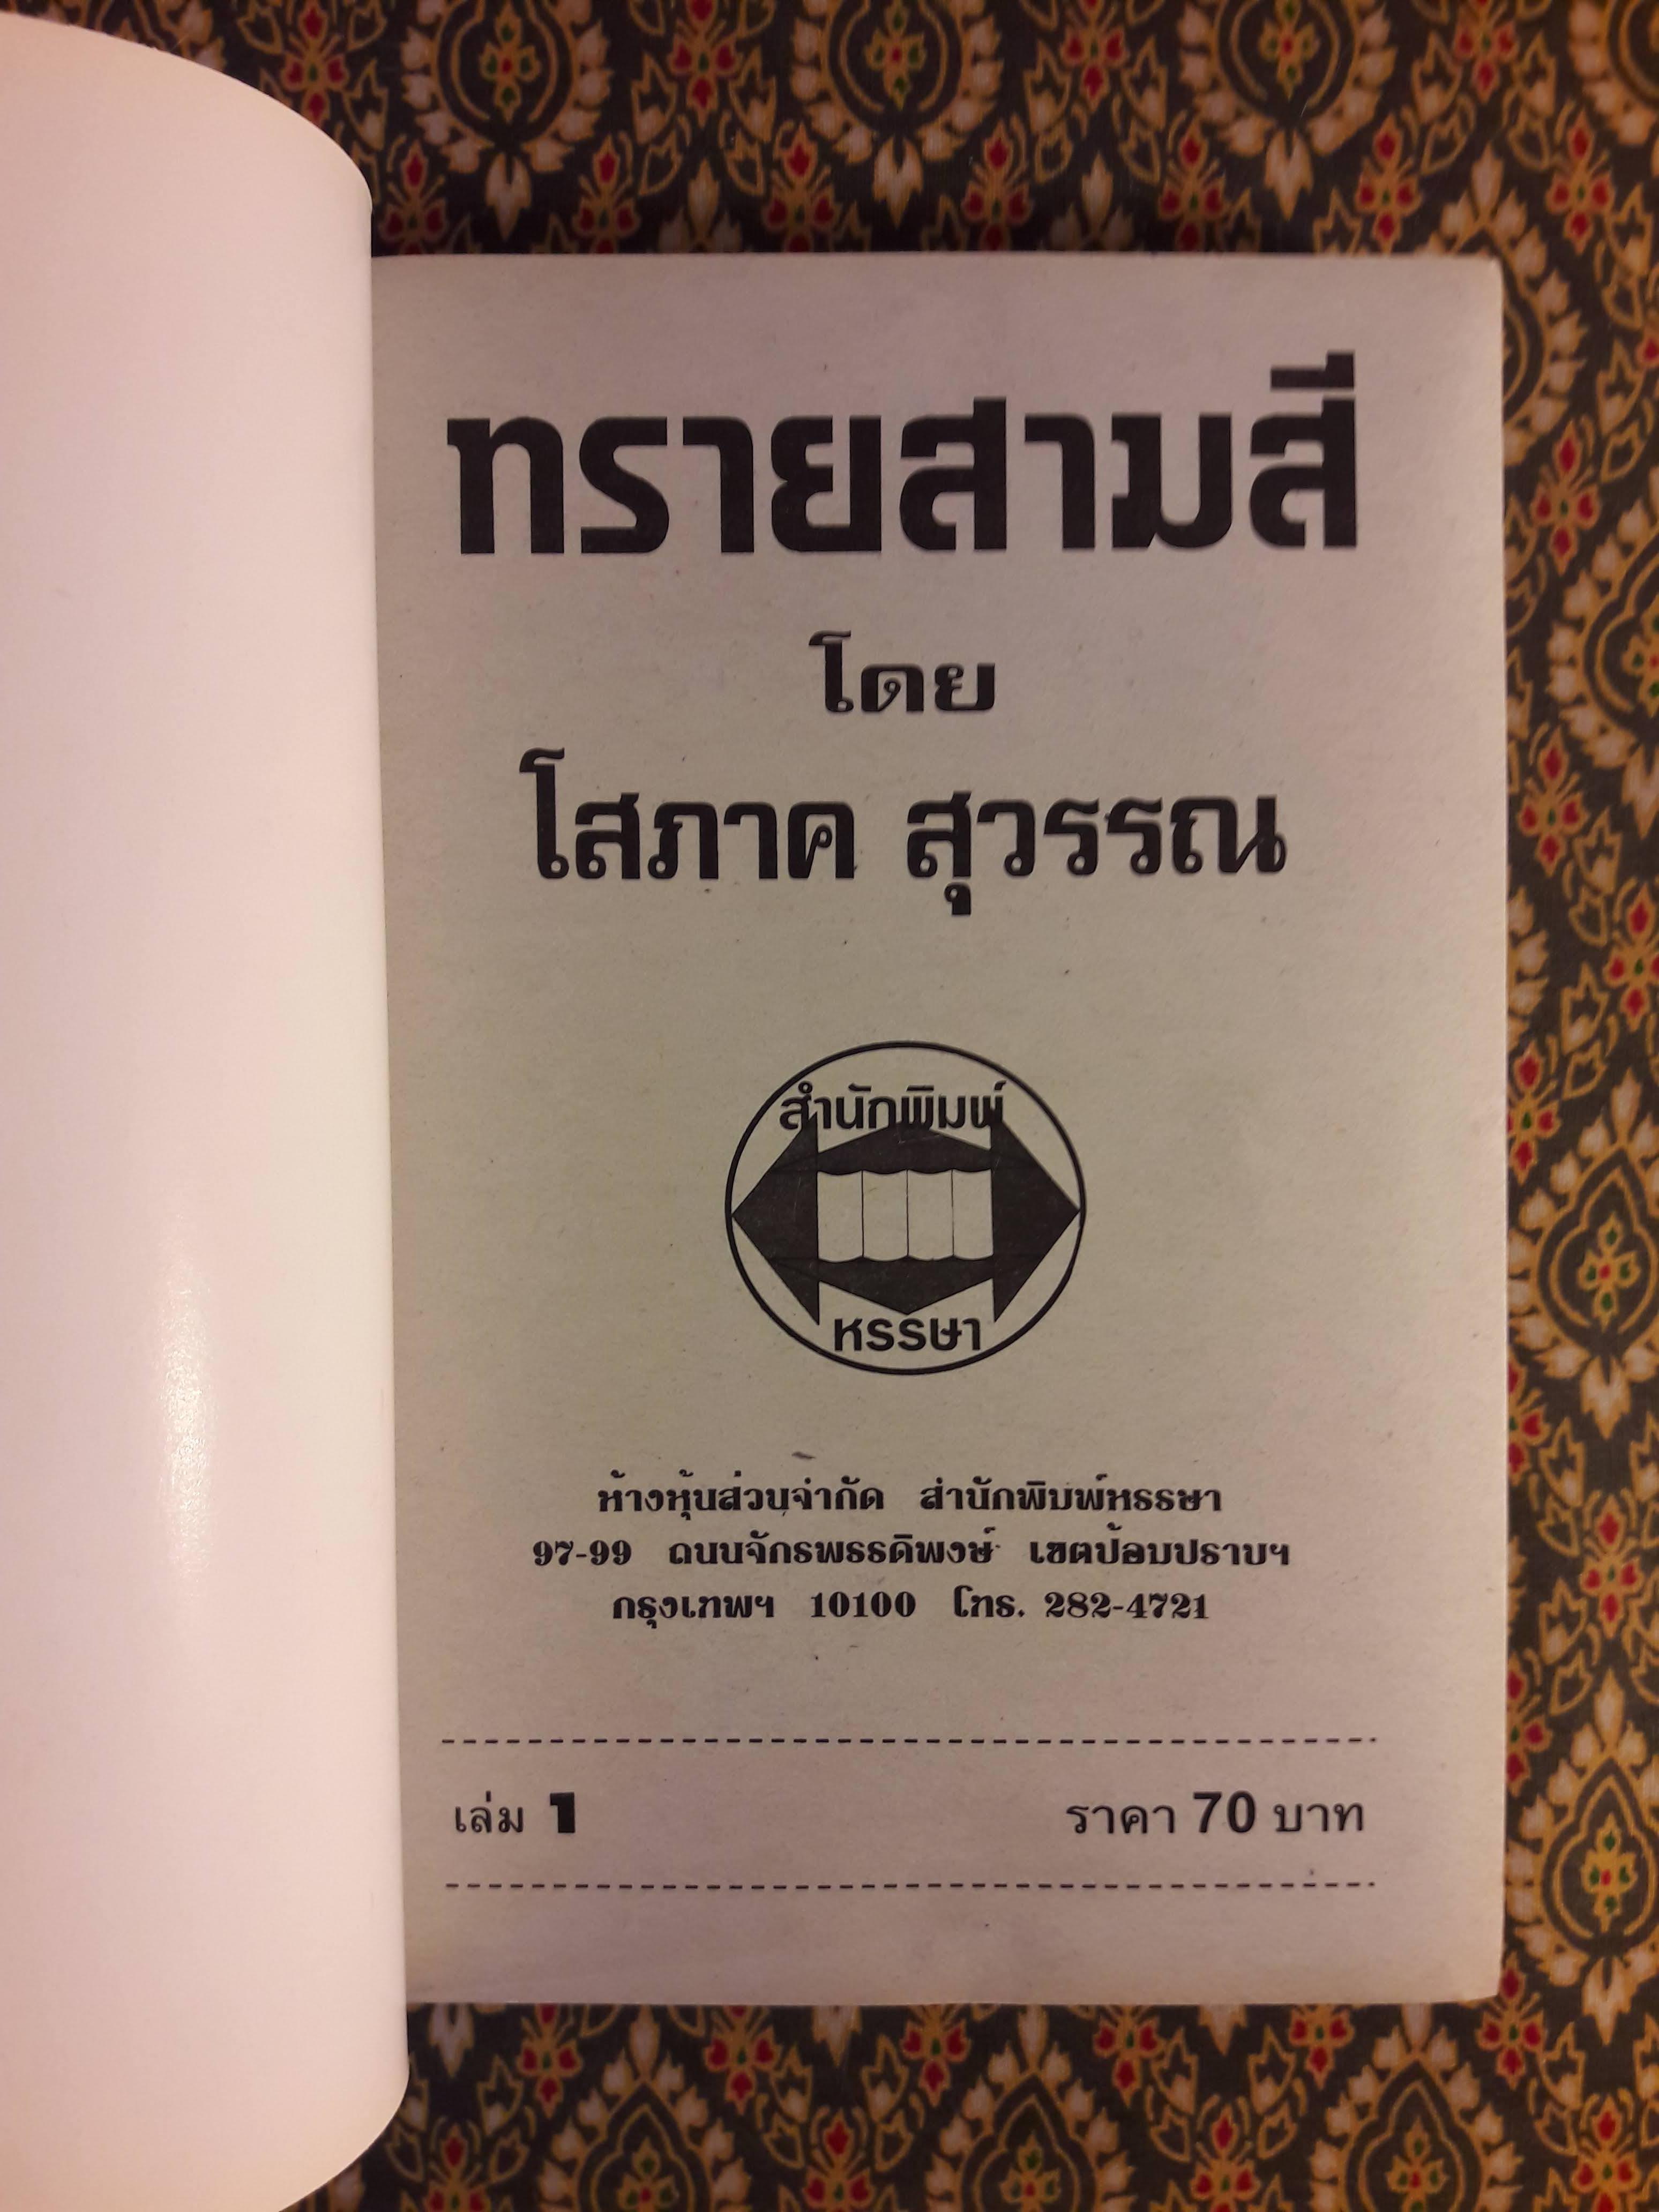 ทรายสามสี
โดย
โสภาค สุวรรณ
สำนักพิมพ์
หรรษา
ห้างหุ้นส่วนจำกัด สำนักพิมพ์หรรษา
97-99 ถนนจักรพรรดิพงษ์ เขตป้อมปราบฯ
กรุงเทพฯ 10100 โทร. 282-4721
เล่ม 1 ราคา 70 บาท